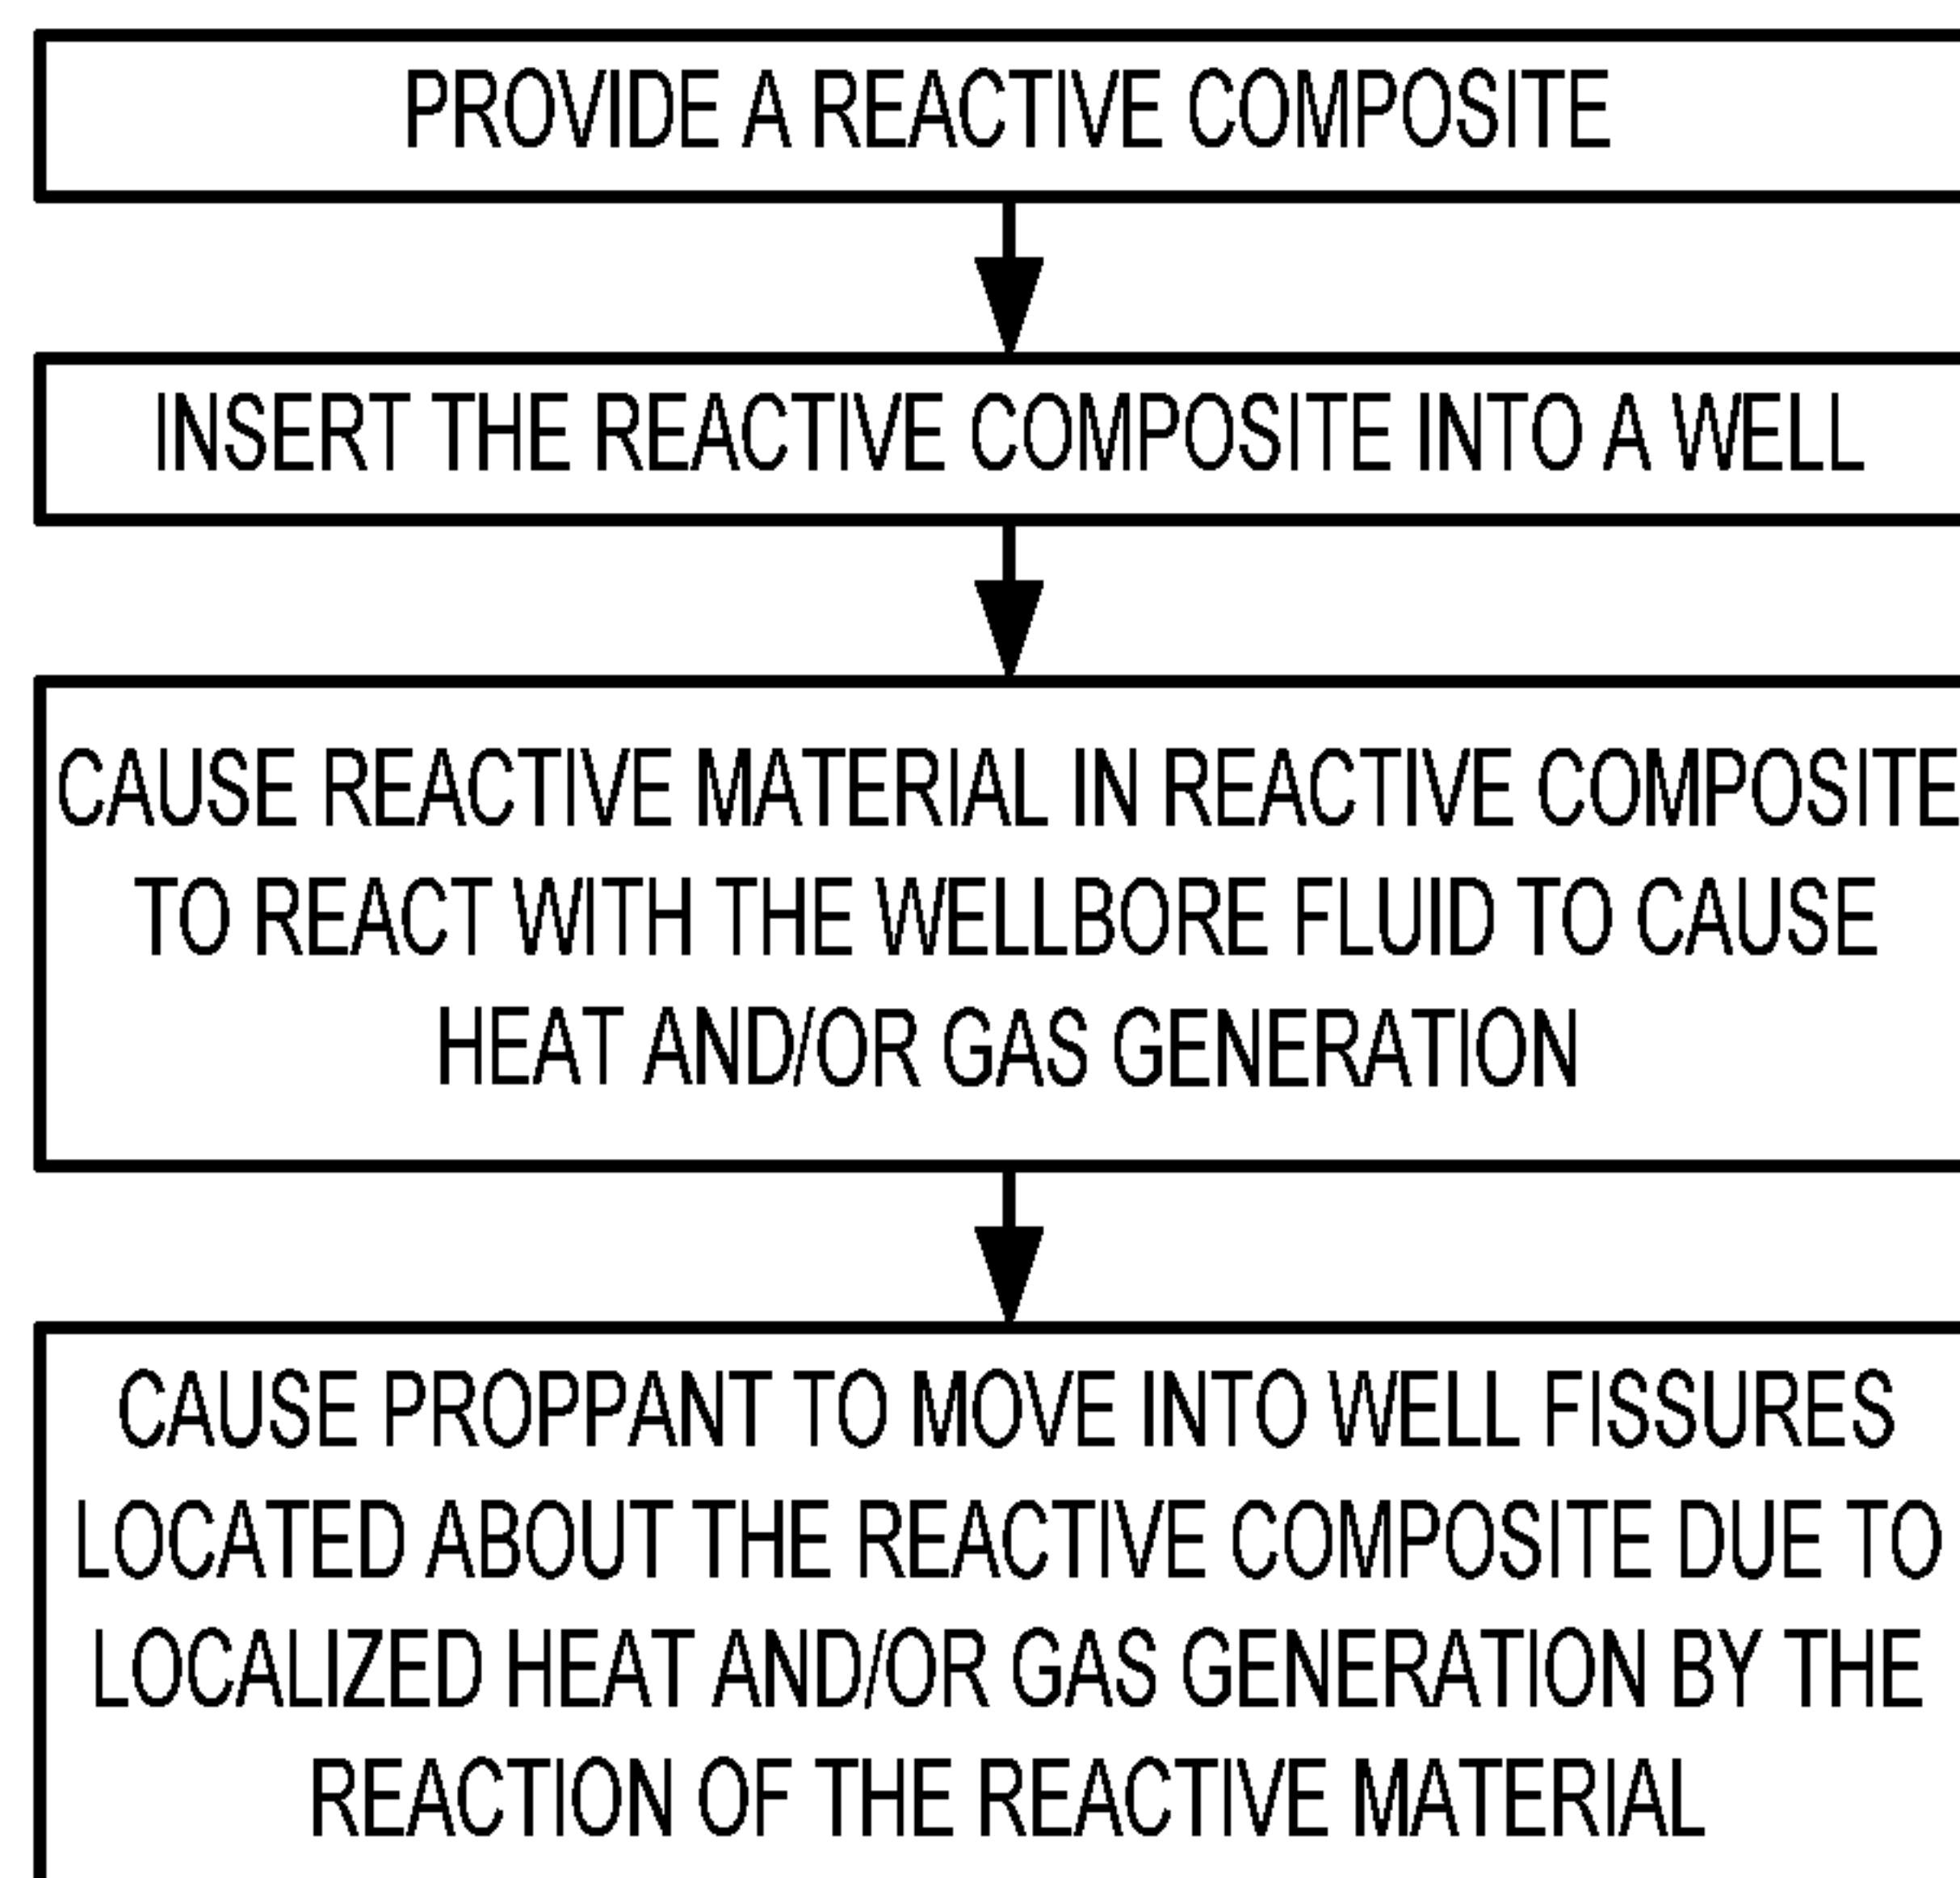 PROVIDE A REACTIVE COMPOSITE
INSERT THE REACTIVE COMPOSITE INTO A WELL
CAUSE REACTIVE MATERIAL IN REACTIVE COMPOSITE
TO REACT WITH THE WELLBORE FLUID TO CAUSE
HEAT AND/OR GAS GENERATION
CAUSE PROPPANT TO MOVE INTO WELL FISSURES
LOCATED ABOUT THE REACTIVE COMPOSITE DUE TO
LOCALIZED HEAT AND/OR GAS GENERATION BY THE
REACTION OF THE REACTIVE MATERIAL